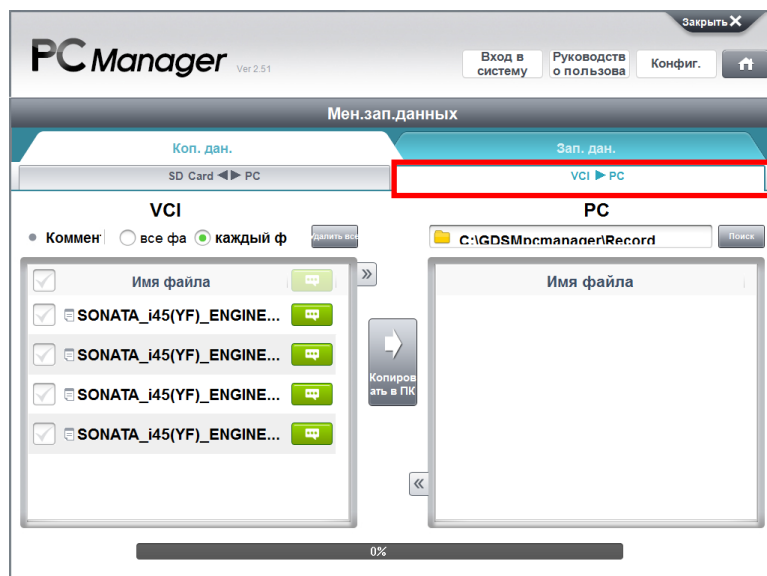 Закрыть X
PC Manager Ver 2.51
Вход в систему
Руководств о пользова
Конфиг.
Мен.зап.данных
Коп. дан.
Зап. дан.
SD Card ◀▶ PC
VCI ▶ PC
VCI
PC
Коммен
все фа
каждый ф
Удалить все
C:\GDSMpcmanager\Record
Поиск
Имя файла
Имя файла
SONATA_i45(YF)_ENGINE...
SONATA_i45(YF)_ENGINE...
SONATA_i45(YF)_ENGINE...
SONATA_i45(YF)_ENGINE...
Копиров
ать в ПК
0%